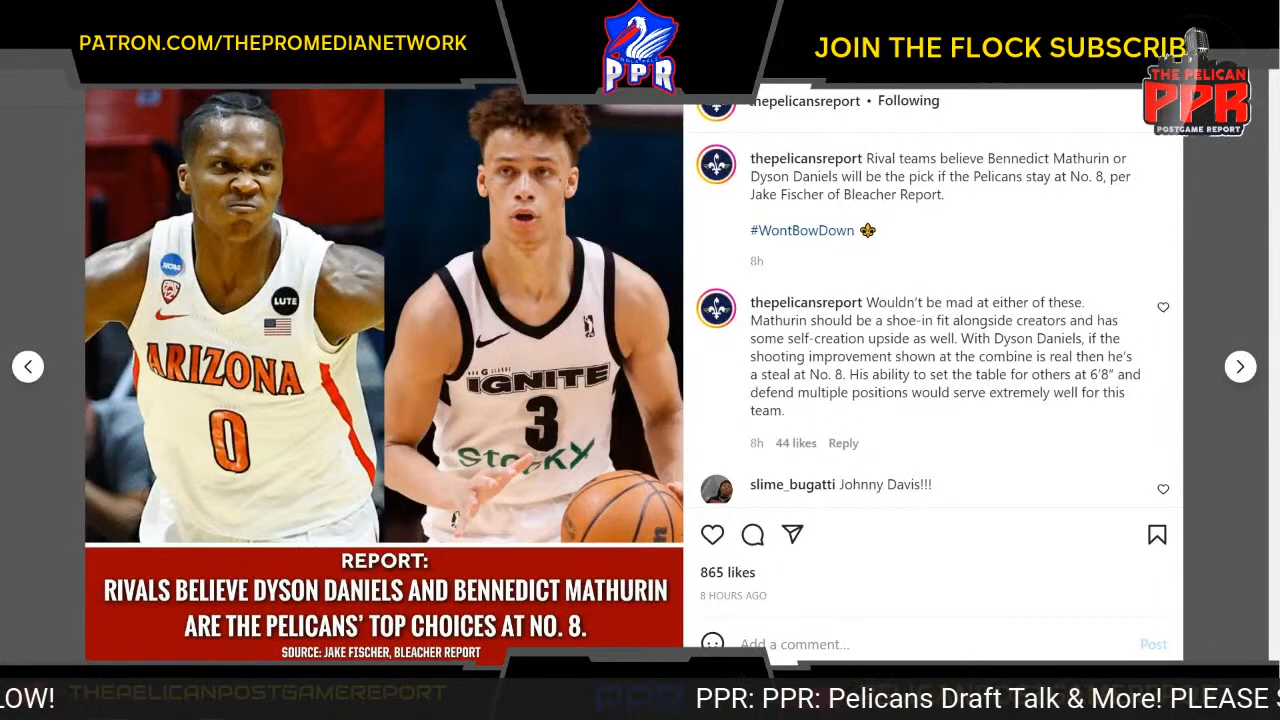 PATRON.COM/THEPROMEDIANETWORK
PPR
JOIN THE FLOCK SUBSCRIB
THE PELICAN
PPR
POSTGAME REPORT
NCAA
PAC 12
LUTE
ARIZONA
0
IGNITE
3
REPORT:
RIVALS BELIEVE DYSON DANIELS AND BENNEDICT MATHURIN
ARE THE PELICANS' TOP CHOICES AT NO. 8.
SOURCE: JAKE FISCHER, BLEACHER REPORT
thepelicansreport • Following
thepelicansreport Rival teams believe Bennedict Mathurin or
Dyson Daniels will be the pick if the Pelicans stay at No. 8, per
Jake Fischer of Bleacher Report.
#WontBowDown ⚜️
8h
thepelicansreport Wouldn't be mad at either of these.
Mathurin should be a shoe-in fit alongside creators and has
some self-creation upside as well. With Dyson Daniels, if the
shooting improvement shown at the combine is real then he's
a steal at No. 8. His ability to set the table for others at 6'8" and
defend multiple positions would serve extremely well for this
team.
8h 44 likes Reply
slime_bugatti Johnny Davis!!!
865 likes
8 HOURS AGO
Add a comment... Post
THEPELICANPOSTGAMEREPORT
LOW! PPR: PPR: Pelicans Draft Talk & More! PLEASE